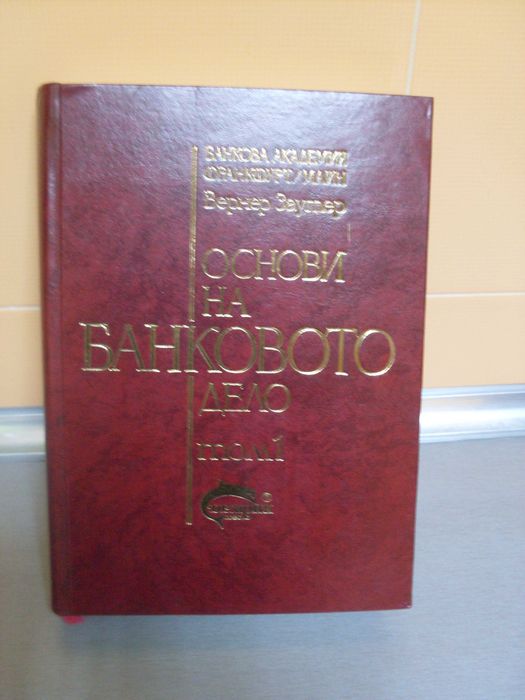 БАНКОВА АКАДЕМИЯ
ФРАНКФУРТ/МАЙН
Вернер Заутер
ОСНОВИ
НА
БАНКОВОТО
ДЕЛО
том 1